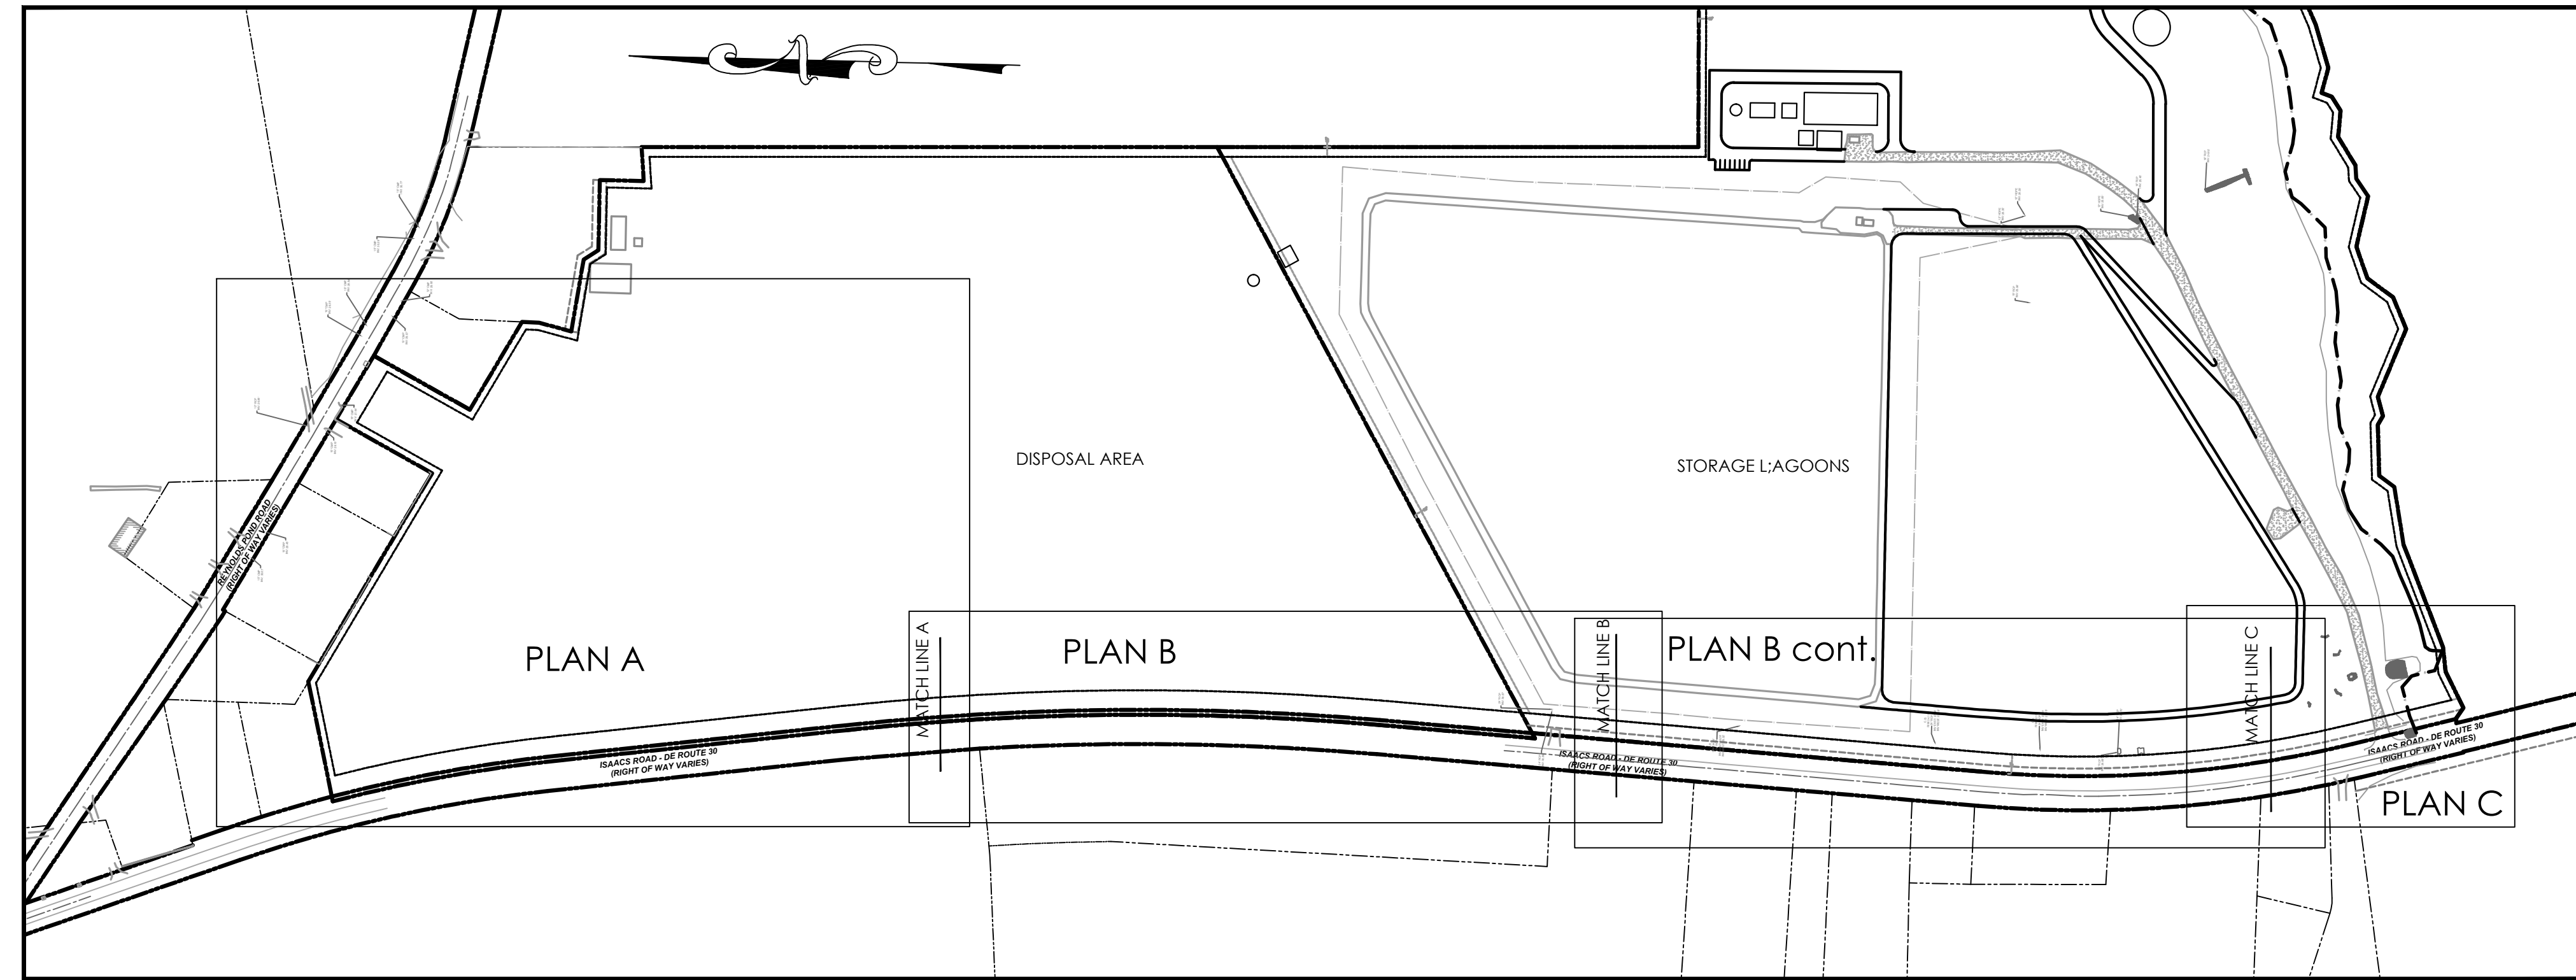 N
DISPOSAL AREA
STORAGE L;AGOONS
REYNOLDS POND ROAD
(RIGHT OF WAY VARIES)
PLAN A
MATCH LINE A
PLAN B
MATCH LINE B
PLAN B cont.
MATCH LINE C
PLAN C
ISAACS ROAD - DE ROUTE 30
(RIGHT OF WAY VARIES)
ISAACS ROAD - DE ROUTE 30
(RIGHT OF WAY VARIES)
ISAACS ROAD - DE ROUTE 30
(RIGHT OF WAY VARIES)